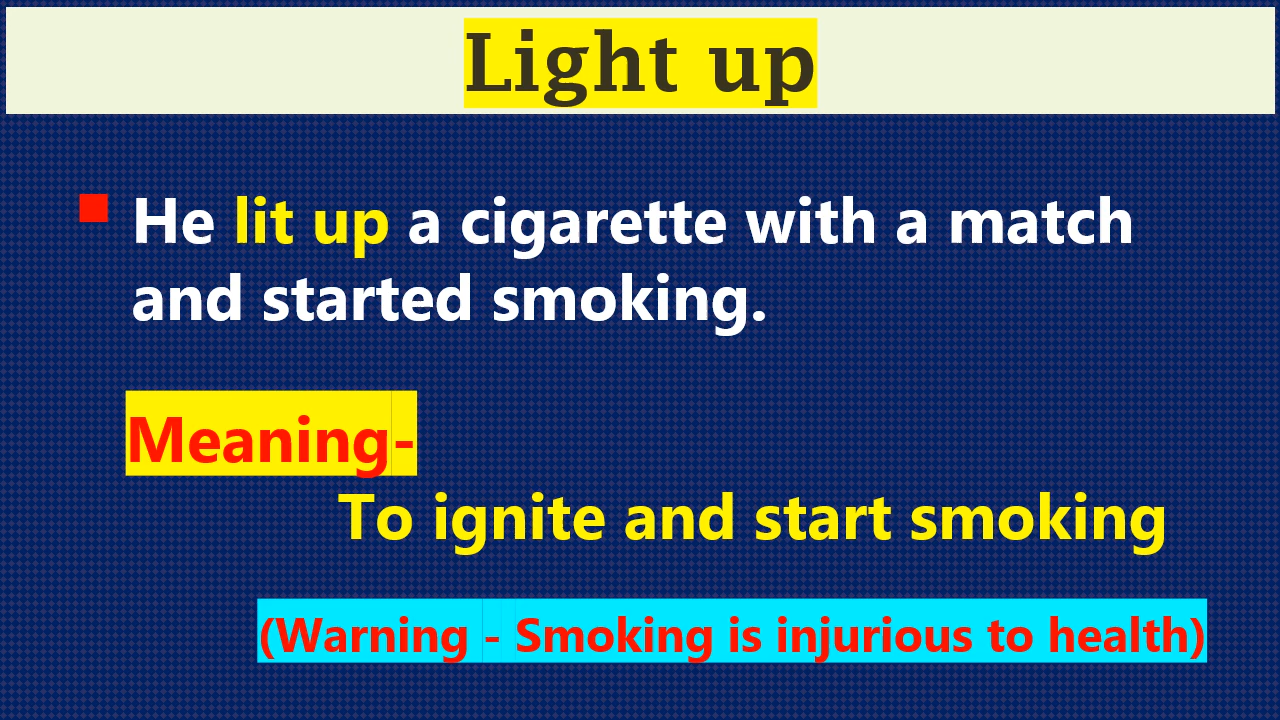 Light up
He lit up a cigarette with a match
and started smoking.
Meaning-
To ignite and start smoking
(Warning - Smoking is injurious to health)